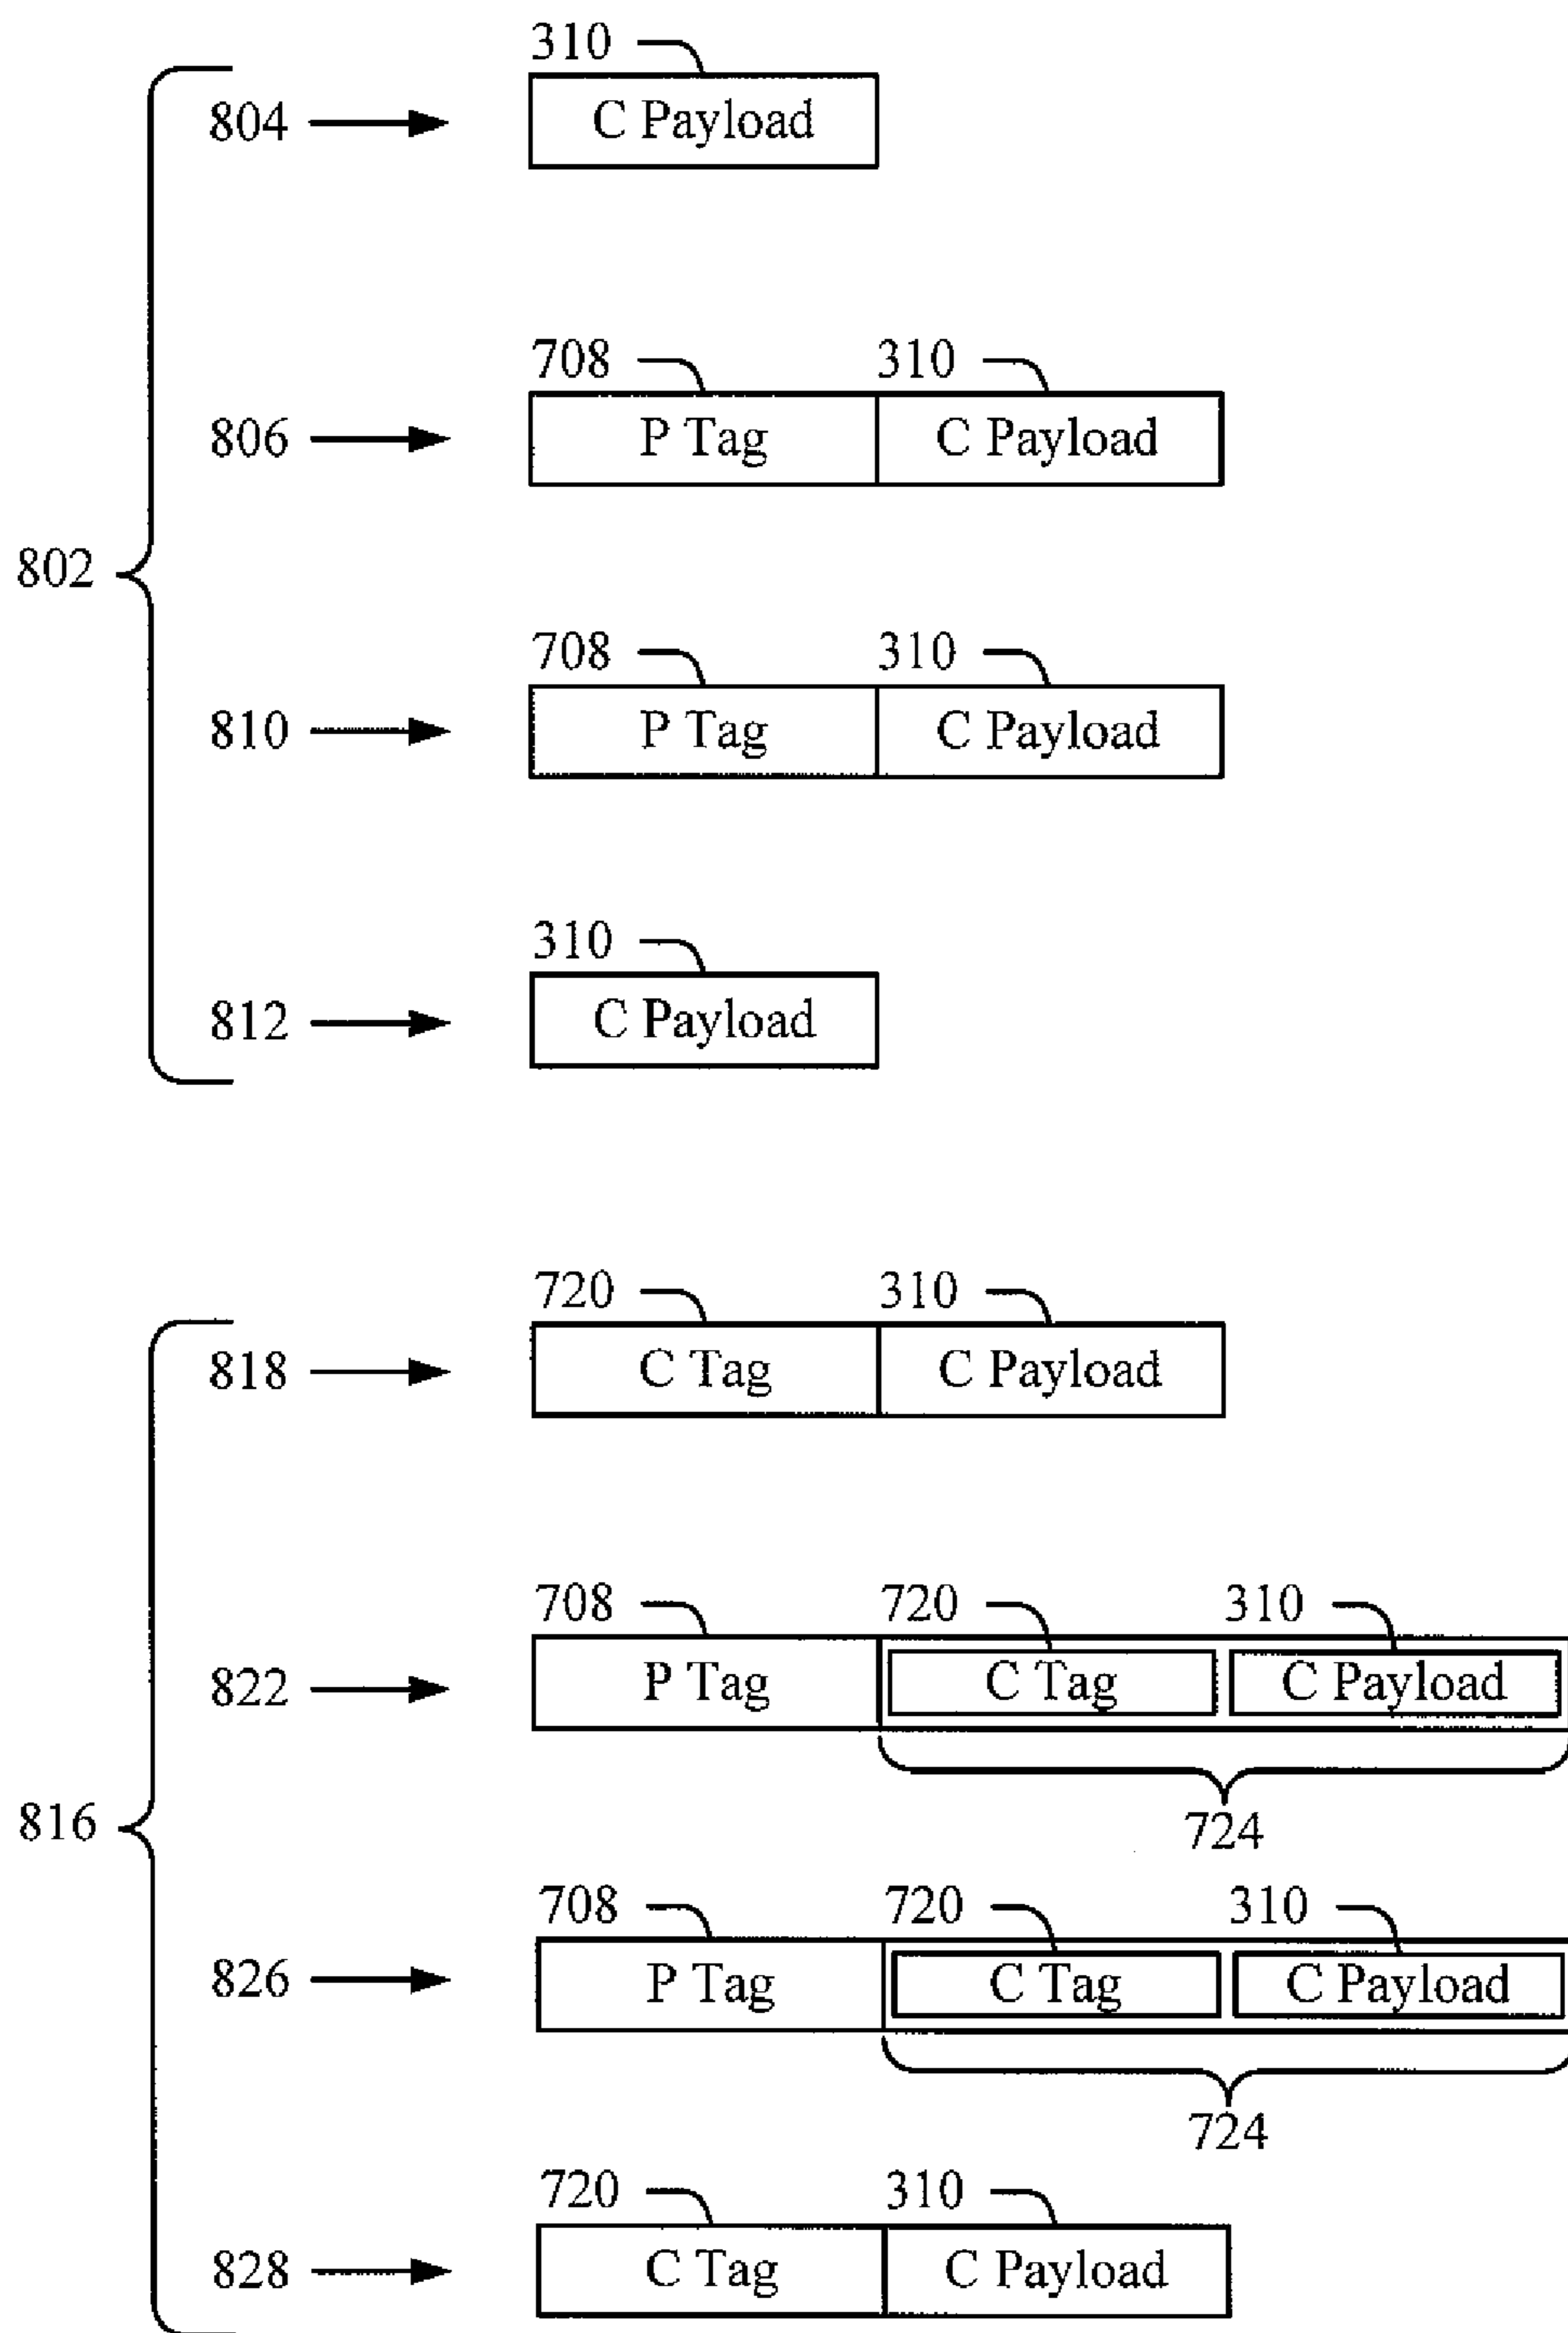 310
804
C Payload
708 310
806
P Tag C Payload
802
708 310
810
P Tag C Payload
310
812
C Payload
720 310
818
C Tag C Payload
708 720 310
822
P Tag C Tag C Payload
724
816
708 720 310
826
P Tag C Tag C Payload
724
720 310
828
C Tag C Payload